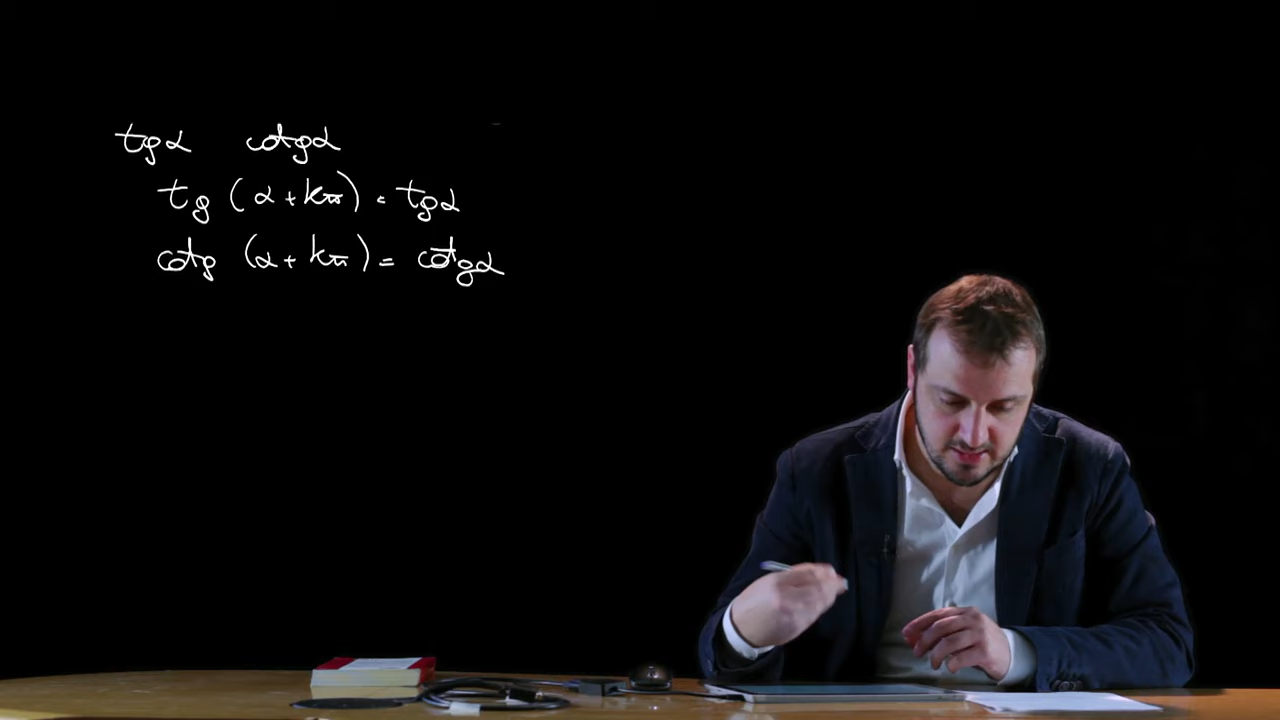 tgα cotgα
tg (α + kπ) = tgα
cotg (α + kπ) = cotgα